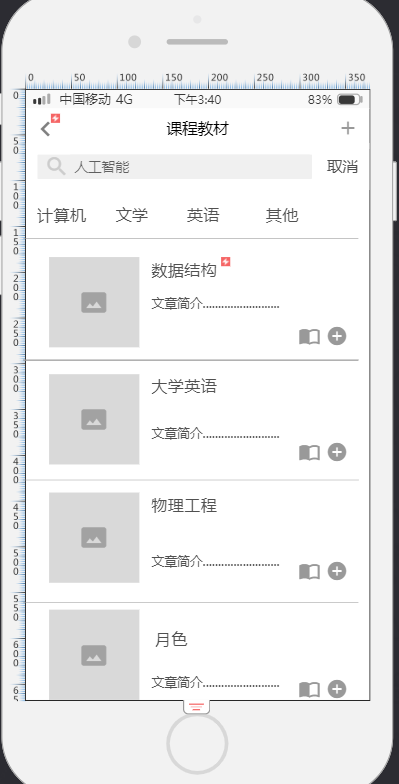 0 50 100 150 200 250 300 350
中国移动 4G 下午3:40 83%
课程教材
人工智能 取消
计算机 文学 英语 其他
数据结构
文章简介........................
大学英语
文章简介........................
物理工程
文章简介........................
月色
文章简介........................
0
50
100
150
200
250
300
350
400
450
500
550
600
65